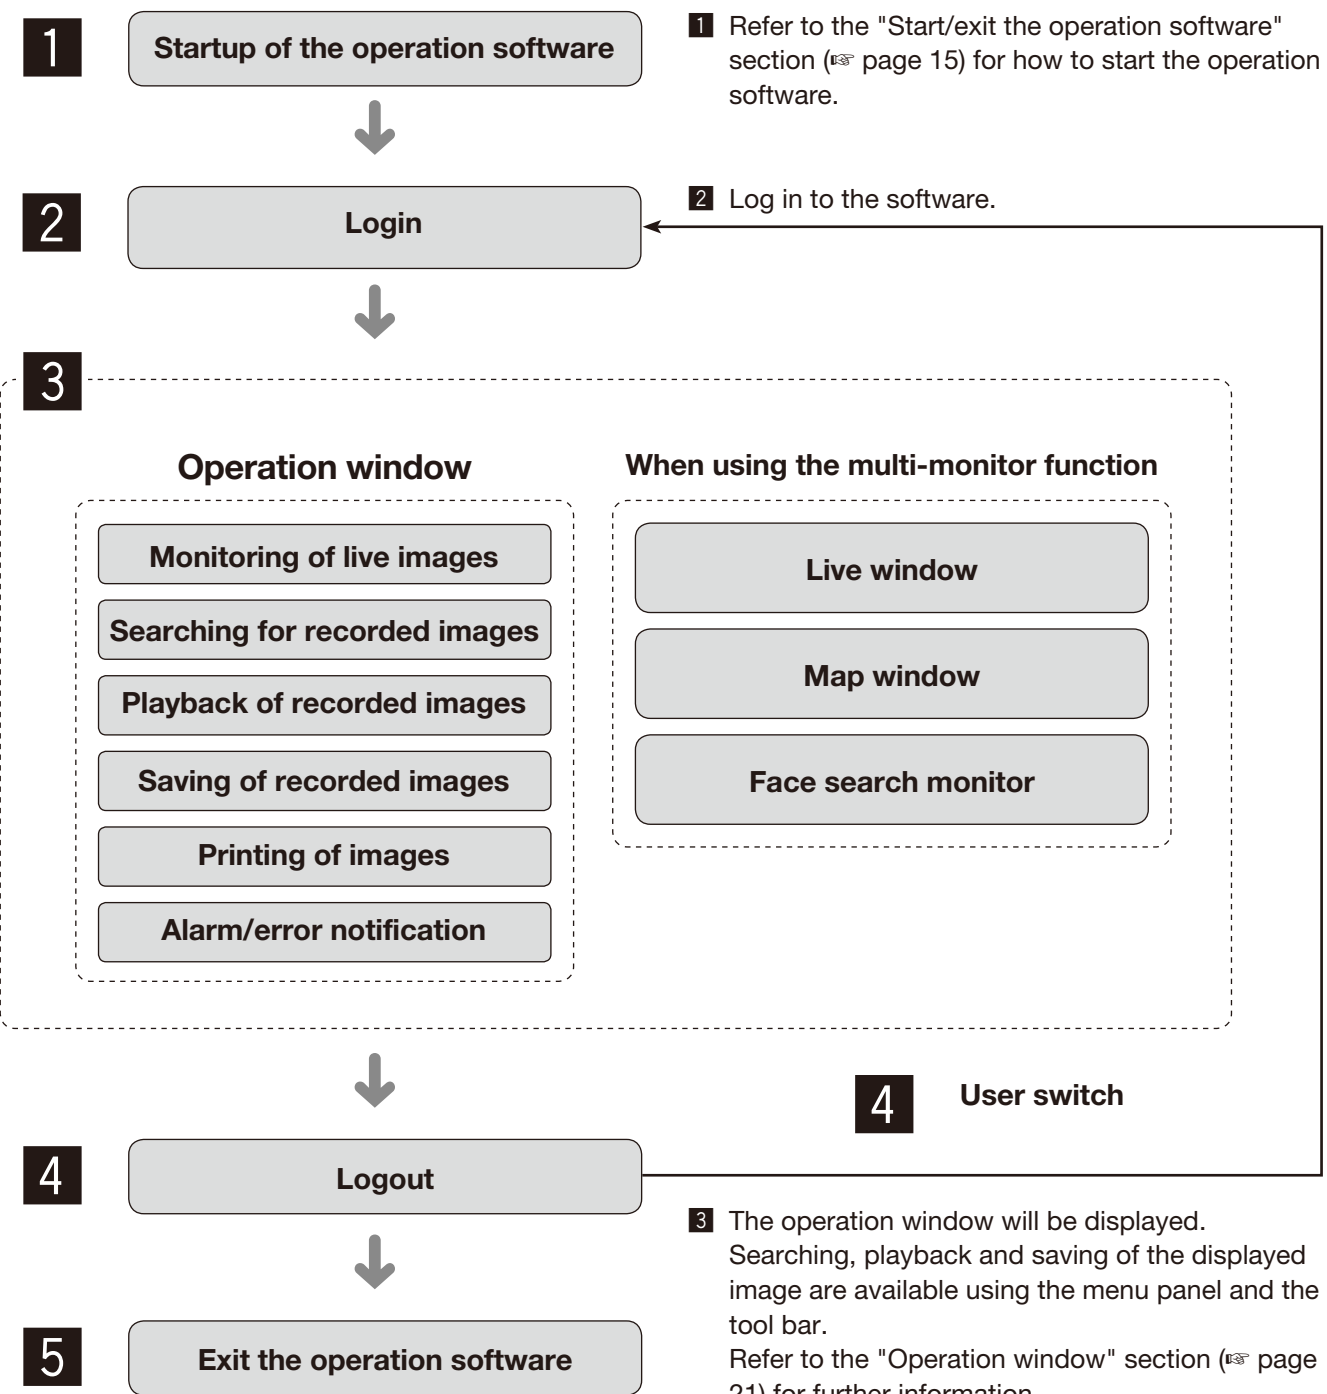 1
Startup of the operation software
1 Refer to the "Start/exit the operation software"
section (☞ page 15) for how to start the operation
software.
2
Login
2 Log in to the software.
3
Operation window
Monitoring of live images
Searching for recorded images
Playback of recorded images
Saving of recorded images
Printing of images
Alarm/error notification
When using the multi-monitor function
Live window
Map window
Face search monitor
4 User switch
4
Logout
3 The operation window will be displayed.
Searching, playback and saving of the displayed
image are available using the menu panel and the
tool bar.
Refer to the "Operation window" section (☞ page
21) for further information
5
Exit the operation software